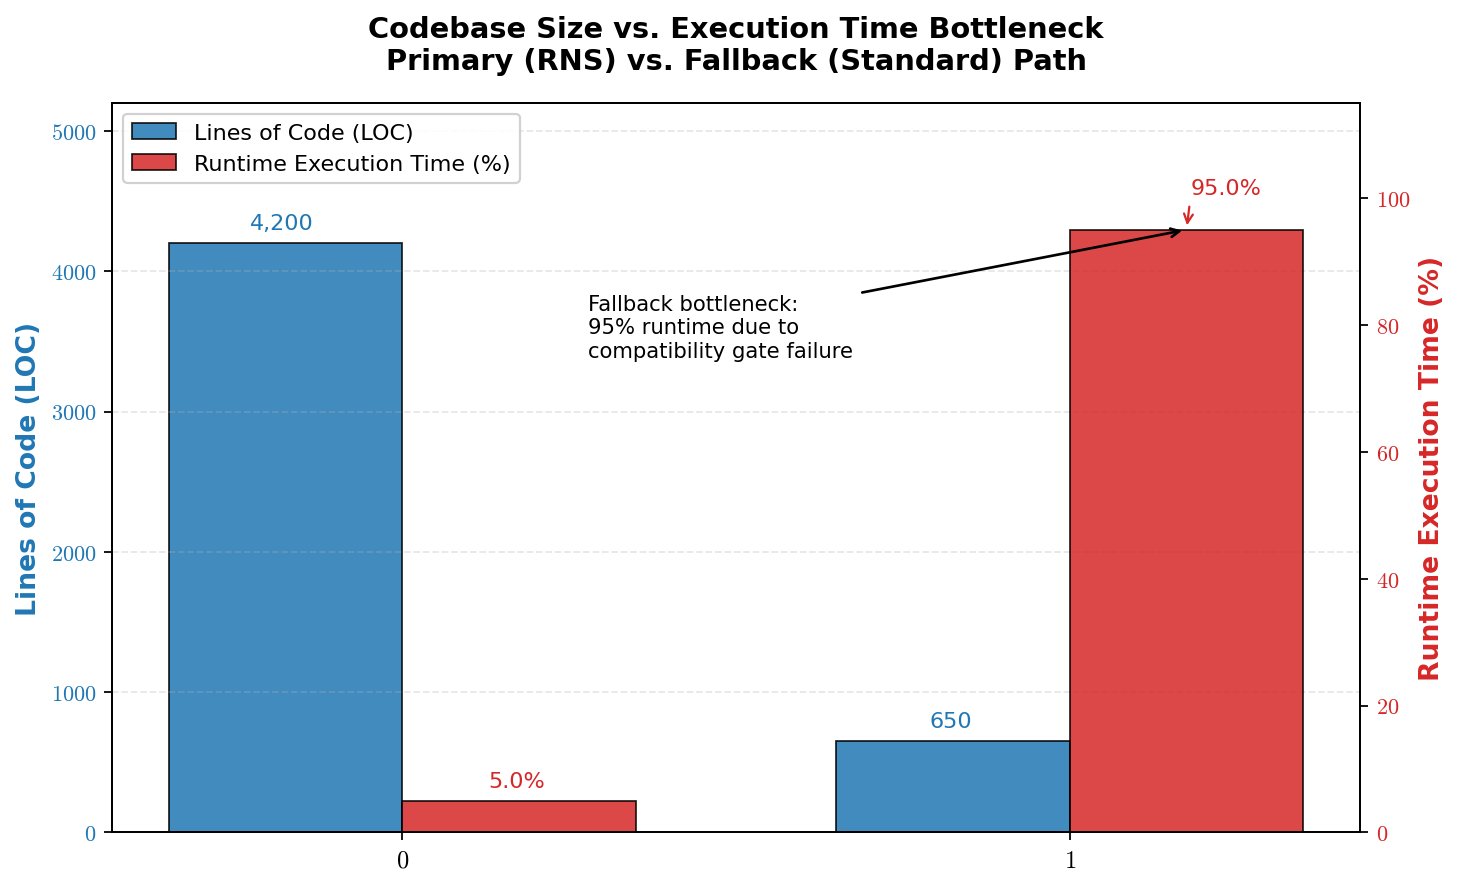 Codebase Size vs. Execution Time Bottleneck
Primary (RNS) vs. Fallback (Standard) Path
Lines of Code (LOC)
Runtime Execution Time (%)
5000
4000
3000
2000
1000
0
Lines of Code (LOC)
4,200
5.0%
Fallback bottleneck:
95% runtime due to
compatibility gate failure
650
95.0%
100
80
60
40
20
0
Runtime Execution Time (%)
0
1